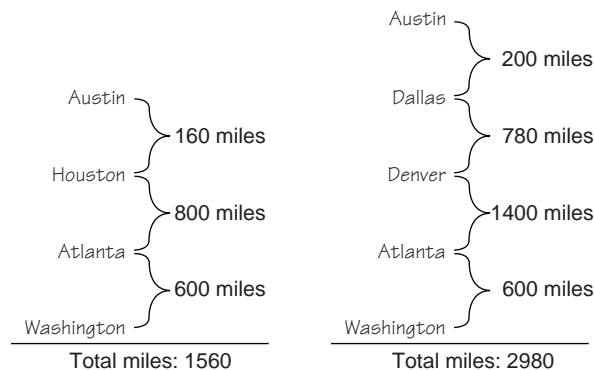 Austin
160 miles
Houston
800 miles
Atlanta
600 miles
Washington
Total miles: 1560
Austin
200 miles
Dallas
780 miles
Denver
1400 miles
Atlanta
600 miles
Washington
Total miles: 2980